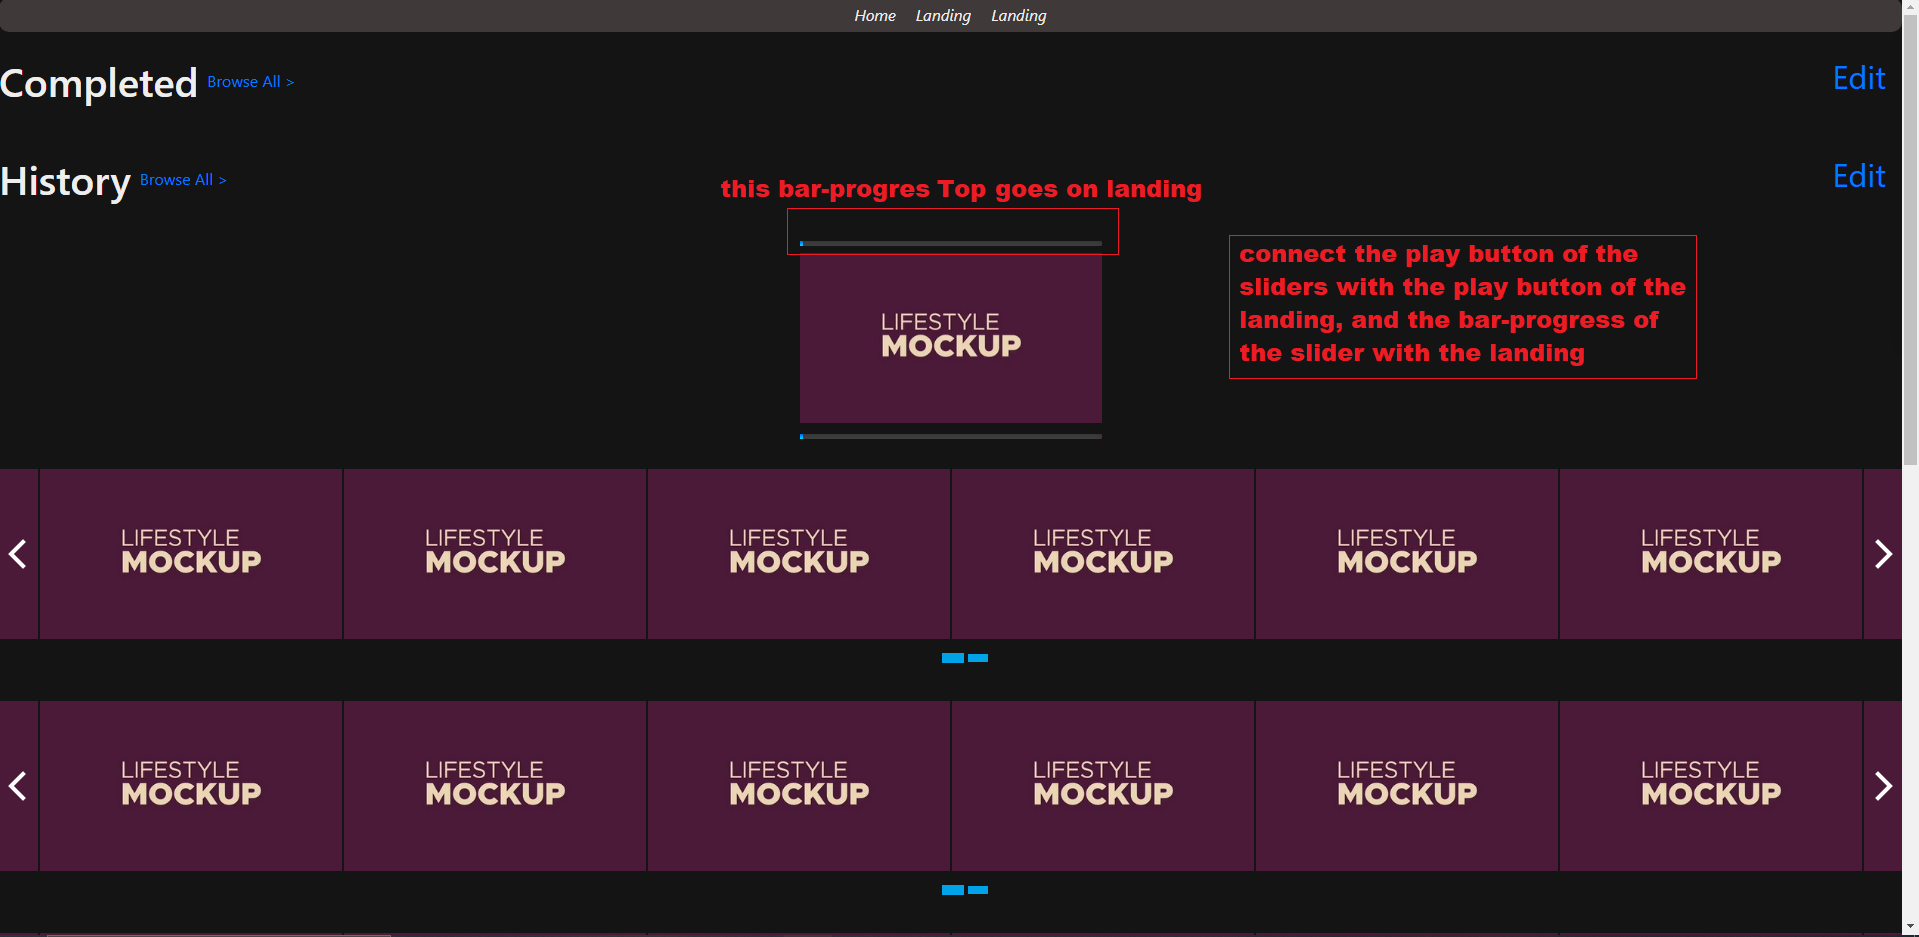 Home Landing Landing
Completed Browse All >
Edit
History Browse All >
Edit
this bar-progres Top goes on landing
connect the play button of the
sliders with the play button of the
landing, and the bar-progress of
the slider with the landing
LIFESTYLE
MOCKUP
LIFESTYLE
MOCKUP
LIFESTYLE
MOCKUP
LIFESTYLE
MOCKUP
LIFESTYLE
MOCKUP
LIFESTYLE
MOCKUP
LIFESTYLE
MOCKUP
LIFESTYLE
MOCKUP
LIFESTYLE
MOCKUP
LIFESTYLE
MOCKUP
LIFESTYLE
MOCKUP
LIFESTYLE
MOCKUP
LIFESTYLE
MOCKUP